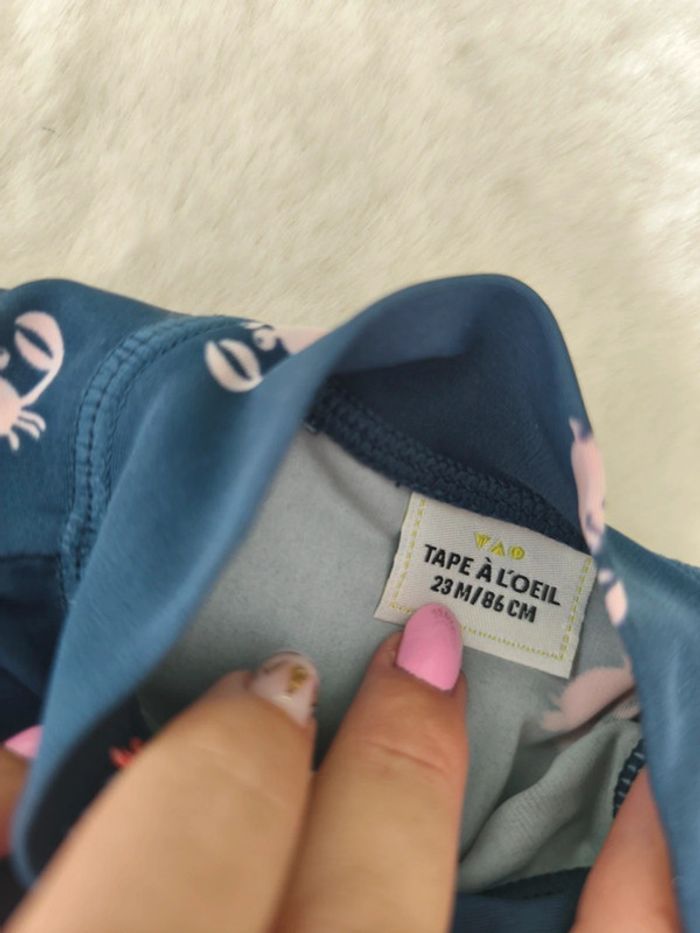 TAO
TAPE À L'OEIL
23 M/86 CM